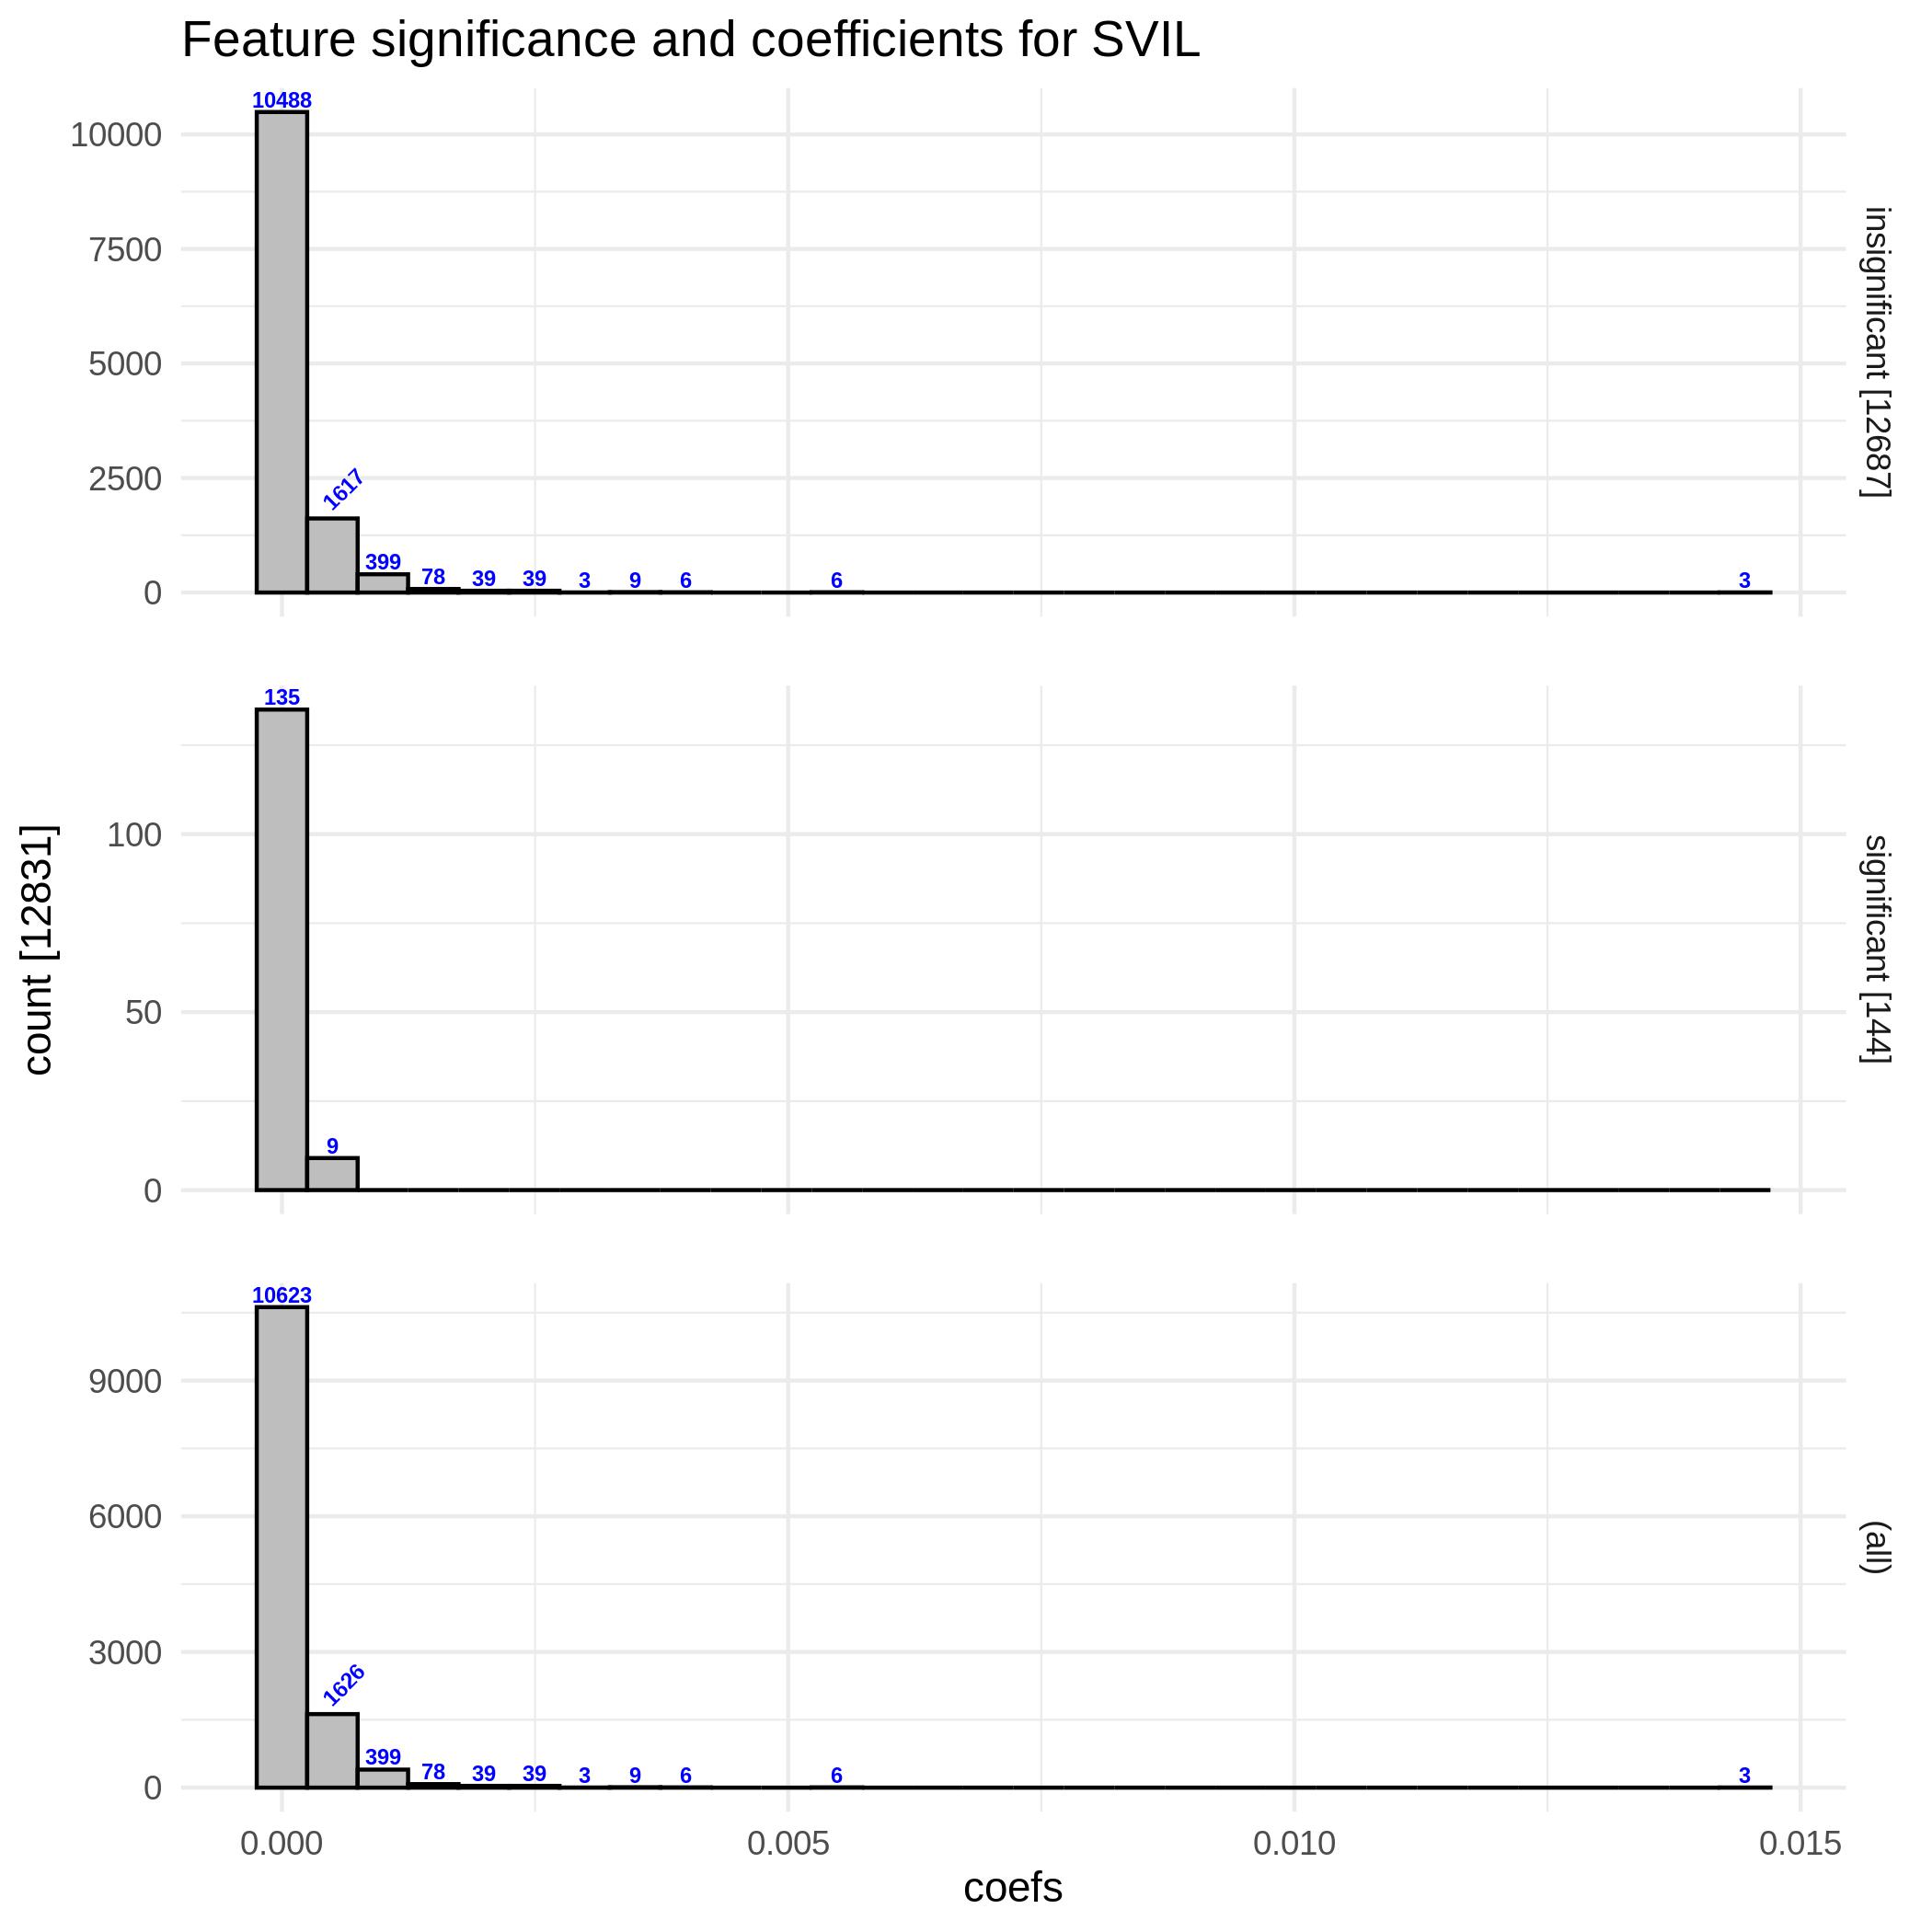 Feature significance and coefficients for SVIL
10488
10000
7500
5000
2500
0
1617
399 78 39 39 3 9 6 6 3
insignificant [12687]
135
100
50
0
9
significant [144]
count [12831]
10623
9000
6000
3000
0
1626
399 78 39 39 3 9 6 6 3
(all)
0.000 0.005 0.010 0.015
coefs